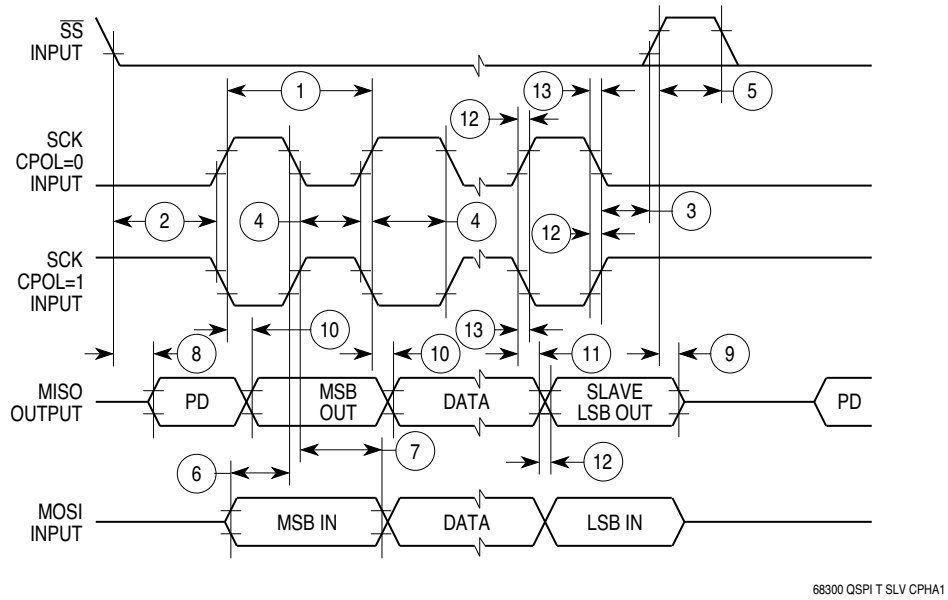 SS
INPUT
13
5
1
12
SCK
CPOL=0
INPUT
2
4
4
3
12
SCK
CPOL=1
INPUT
10
13
8
10
11
9
MISO
OUTPUT
PD
MSB
OUT
DATA
SLAVE
LSB OUT
PD
7
12
6
MOSI
INPUT
MSB IN
DATA
LSB IN
68300 QSPI T SLV CPHA1